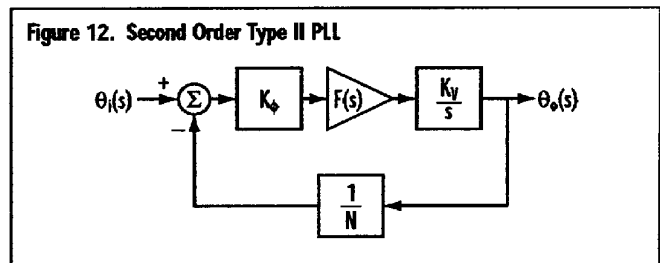 Figure 12. Second Order Type II PLL
θi(s)
+
Σ
−
Kϕ
F(s)
KV
s
θo(s)
1
N